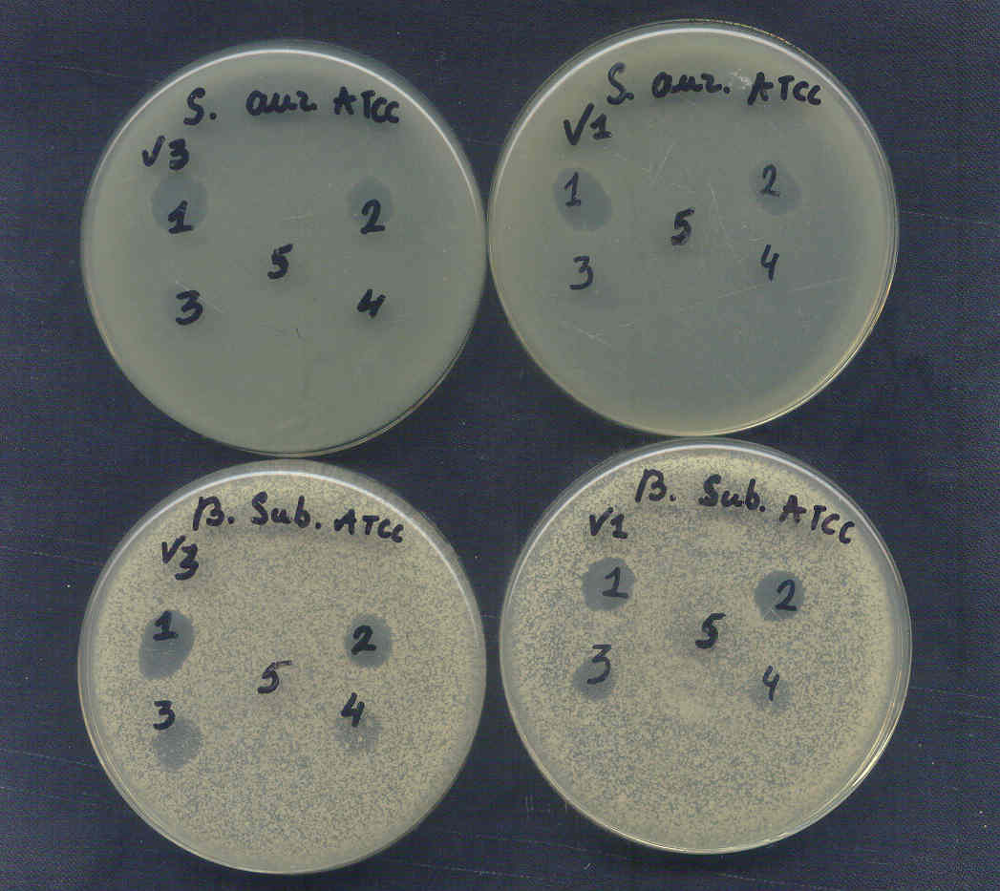 S. aur. ATCC
V3
1 2
5
3 4
S. aur. ATCC
V1
1 2
5
3 4
B. Sub. ATCC
V3
1 2
5
3 4
B. Sub. ATCC
V1
1 2
5
3 4